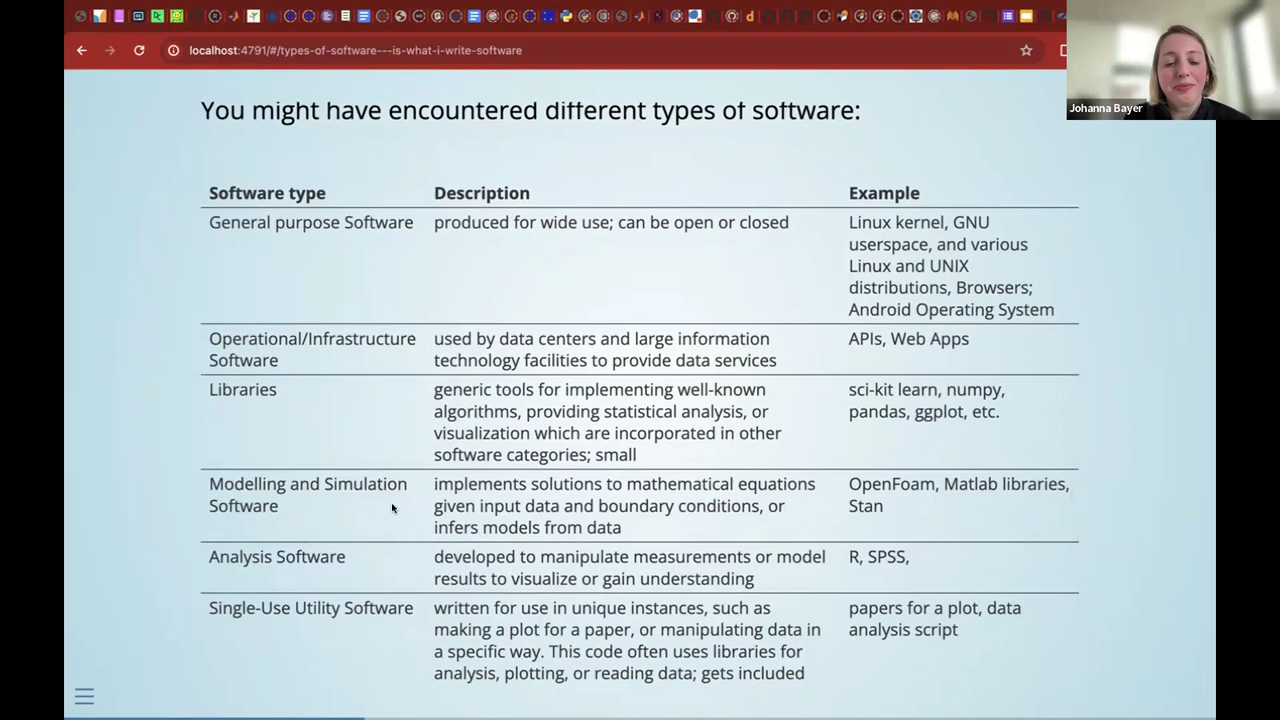 localhost:4791/#/types-of-software---is-what-i-write-software
Johanna Bayer
You might have encountered different types of software:
Software type Description Example
General purpose Software produced for wide use; can be open or closed Linux kernel, GNU
userspace, and various
Linux and UNIX
distributions, Browsers;
Android Operating System
Operational/Infrastructure used by data centers and large information APIs, Web Apps
Software technology facilities to provide data services
Libraries generic tools for implementing well-known sci-kit learn, numpy,
algorithms, providing statistical analysis, or pandas, ggplot, etc.
visualization which are incorporated in other
software categories; small
Modelling and Simulation implements solutions to mathematical equations OpenFoam, Matlab libraries,
Software given input data and boundary conditions, or Stan
infers models from data
Analysis Software developed to manipulate measurements or model R, SPSS,
results to visualize or gain understanding
Single-Use Utility Software written for use in unique instances, such as papers for a plot, data
making a plot for a paper, or manipulating data in analysis script
a specific way. This code often uses libraries for
analysis, plotting, or reading data; gets included